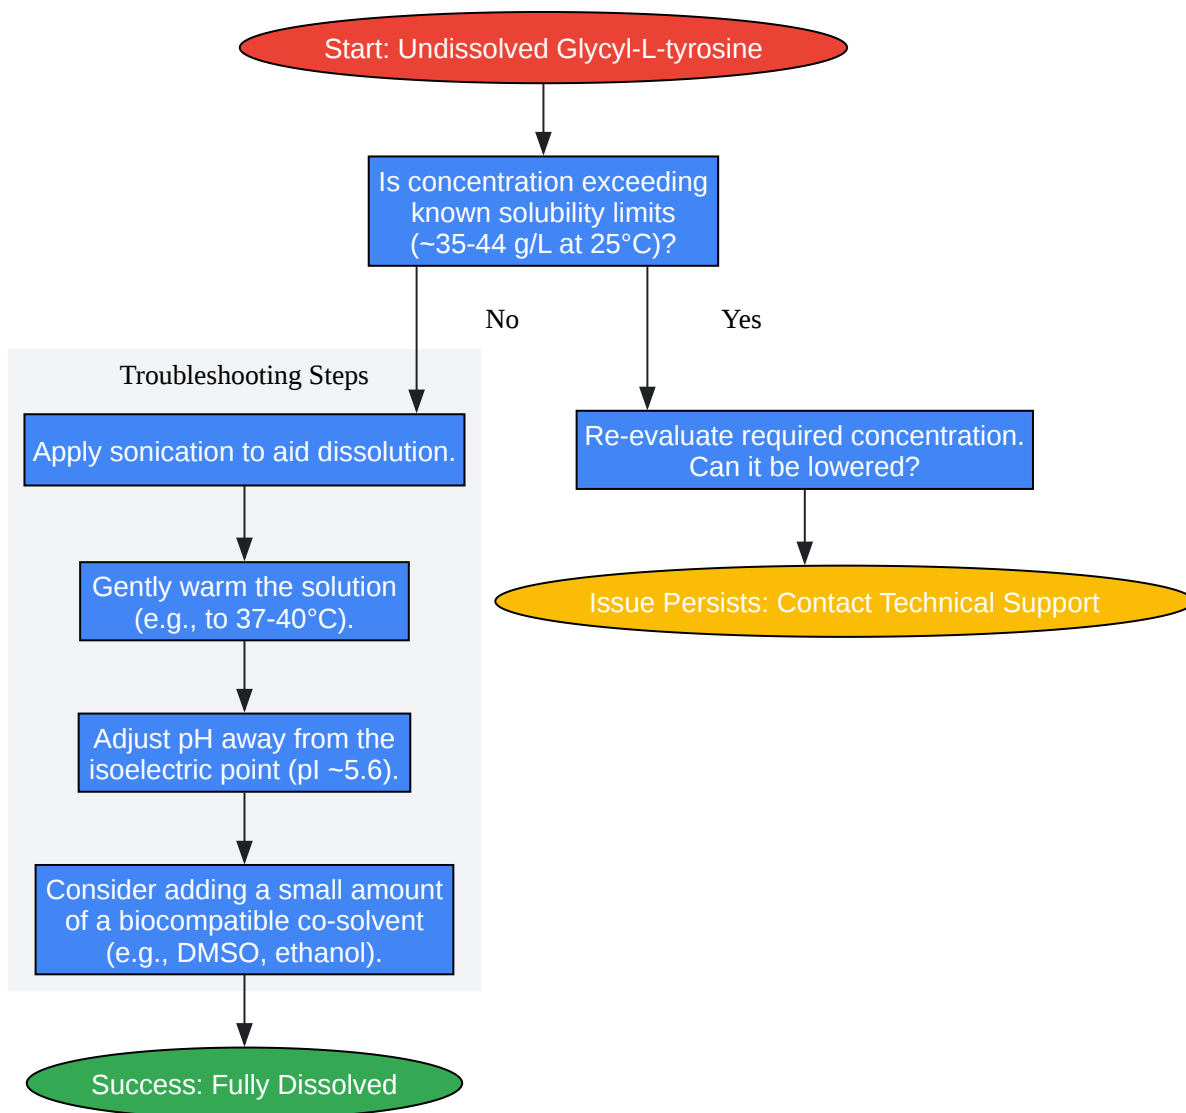 Start: Undissolved Glycyl-L-tyrosine
Is concentration exceeding
known solubility limits
(~35-44 g/L at 25°C)?
No
Yes
Troubleshooting Steps
Apply sonication to aid dissolution.
Re-evaluate required concentration.
Can it be lowered?
Gently warm the solution
(e.g., to 37-40°C).
Issue Persists: Contact Technical Support
Adjust pH away from the
isoelectric point (pI ~5.6).
Consider adding a small amount
of a biocompatible co-solvent
(e.g., DMSO, ethanol).
Success: Fully Dissolved